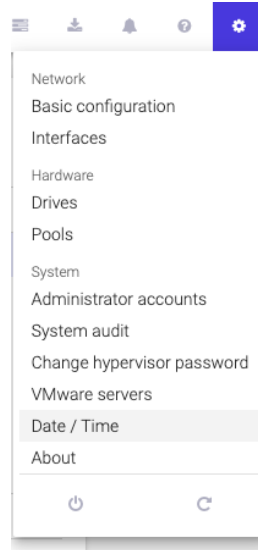 Network
Basic configuration
Interfaces
Hardware
Drives
Pools
System
Administrator accounts
System audit
Change hypervisor password
VMware servers
Date / Time
About